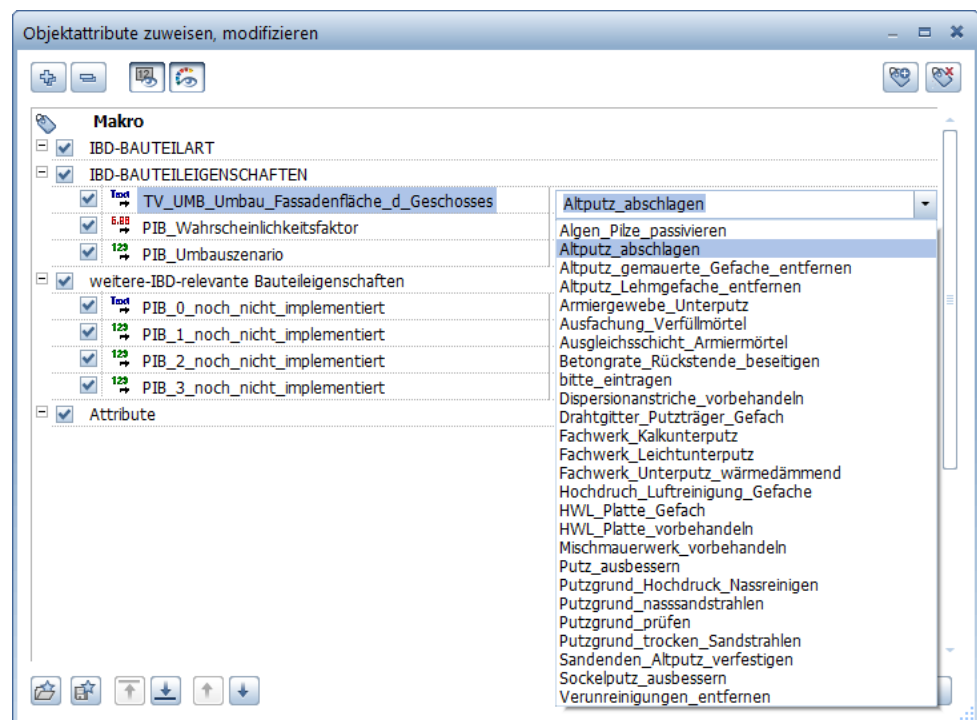 Objektattribute zuweisen, modifizieren
Makro
IBD-BAUTEILART
IBD-BAUTEILEIGENSCHAFTEN
Text TV_UMB_Umbau_Fassadenfläche_d_Geschosses
Altputz_abschlagen
PIB_Wahrscheinlichkeitsfaktor
123 PIB_Umbauszenario
weitere-IBD-relevante Bauteileigenschaften
Text PIB_0_noch_nicht_implementiert
123 PIB_1_noch_nicht_implementiert
123 PIB_2_noch_nicht_implementiert
123 PIB_3_noch_nicht_implementiert
Attribute
Algen_Pilze_passivieren
Altputz_abschlagen
Altputz_gemauerte_Gefache_entfernen
Altputz_Lehmgefache_entfernen
Armiergewebe_Unterputz
Ausfachung_Verfüllmörtel
Ausgleichsschicht_Armiermörtel
Betongrate_Rückstende_beseitigen
bitte_eintragen
Dispersionanstriche_vorbehandeln
Drahtgitter_Putzträger_Gefach
Fachwerk_Kalkunterputz
Fachwerk_Leichtunterputz
Fachwerk_Unterputz_wärmedämmend
Hochdruch_Luftreinigung_Gefache
HWL_Platte_Gefach
HWL_Platte_vorbehandeln
Mischmauerwerk_vorbehandeln
Putz_ausbessern
Putzgrund_Hochdruck_Nassreinigen
Putzgrund_nasssandstrahlen
Putzgrund_prüfen
Putzgrund_trocken_Sandstrahlen
Sandenden_Altputz_verfestigen
Sockelputz_ausbessern
Verunreinigungen_entfernen